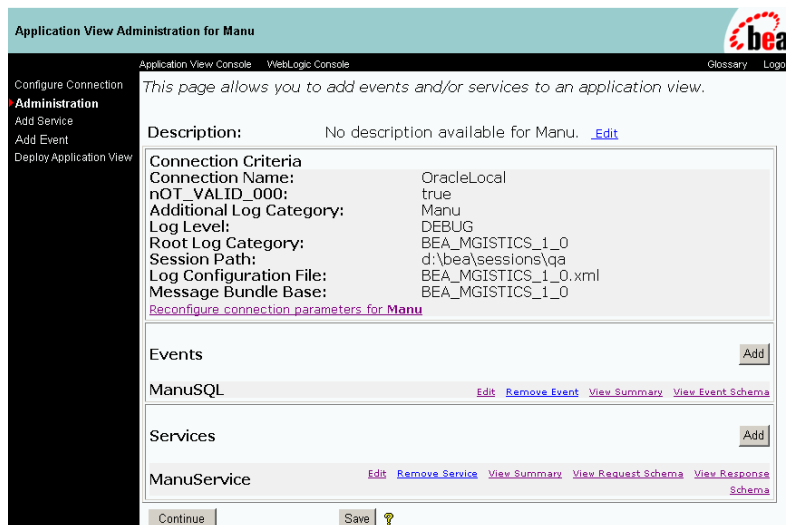 Application View Administration for Manu
bea
Application View Console WebLogic Console Glossary Logo
Configure Connection
Administration
Add Service
Add Event
Deploy Application View
This page allows you to add events and/or services to an application view.
Description: No description available for Manu. Edit
Connection Criteria
Connection Name: OracleLocal
nOT_VALID_000: true
Additional Log Category: Manu
Log Level: DEBUG
Root Log Category: BEA_MGISTICS_1_0
Session Path: d:\bea\sessions\qa
Log Configuration File: BEA_MGISTICS_1_0.xml
Message Bundle Base: BEA_MGISTICS_1_0
Reconfigure connection parameters for Manu
Events Add
ManuSQL Edit Remove Event View Summary View Event Schema
Services Add
ManuService Edit Remove Service View Summary View Request Schema View Response
Schema
Continue Save ?